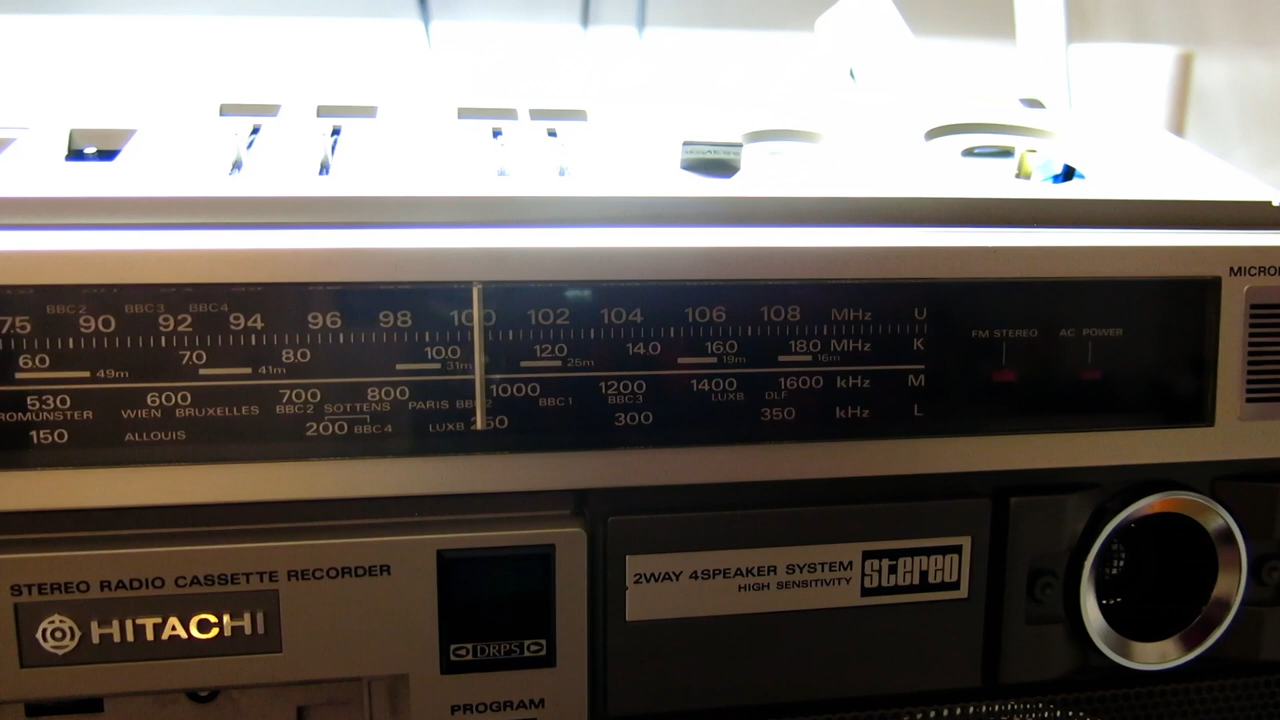 MICRO
BBC2 BBC3 BBC4
7.5 90 92 94 96 98 100 102 104 106 108 MHz U
FM STEREO AC POWER
6.0 7.0 8.0 10.0 12.0 14.0 16.0 18.0 MHz K
49m 41m 31m 25m 19m 16m
530 600 700 800 1000 1200 1400 1600 kHz M
ROMÜNSTER WIEN BRUXELLES BBC2 SOTTENS PARIS BBC2 BBC1 BBC3 LUXB DLF
150 ALLOUIS 200 BBC4 LUXB 250 300 350 kHz L
STEREO RADIO CASSETTE RECORDER
HITACHI
DRPS
PROGRAM
2WAY 4SPEAKER SYSTEM
HIGH SENSITIVITY
stereo